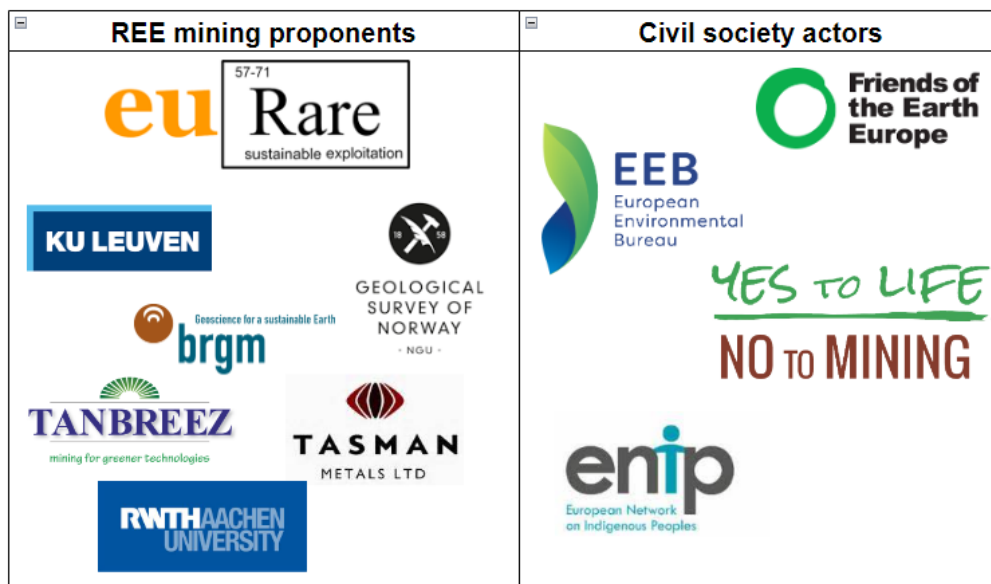 REE mining proponents
Civil society actors
57-71
eu Rare
sustainable exploitation
KU LEUVEN
18 58
GEOLOGICAL
SURVEY OF
NORWAY
- NGU -
Geoscience for a sustainable Earth
brgm
TANBREEZ
mining for greener technologies
TASMAN
METALS LTD
RWTHAACHEN
UNIVERSITY
Friends of
the Earth
Europe
EEB
European
Environmental
Bureau
YES TO LIFE
NO TO MINING
enip
European Network
on Indigenous Peoples